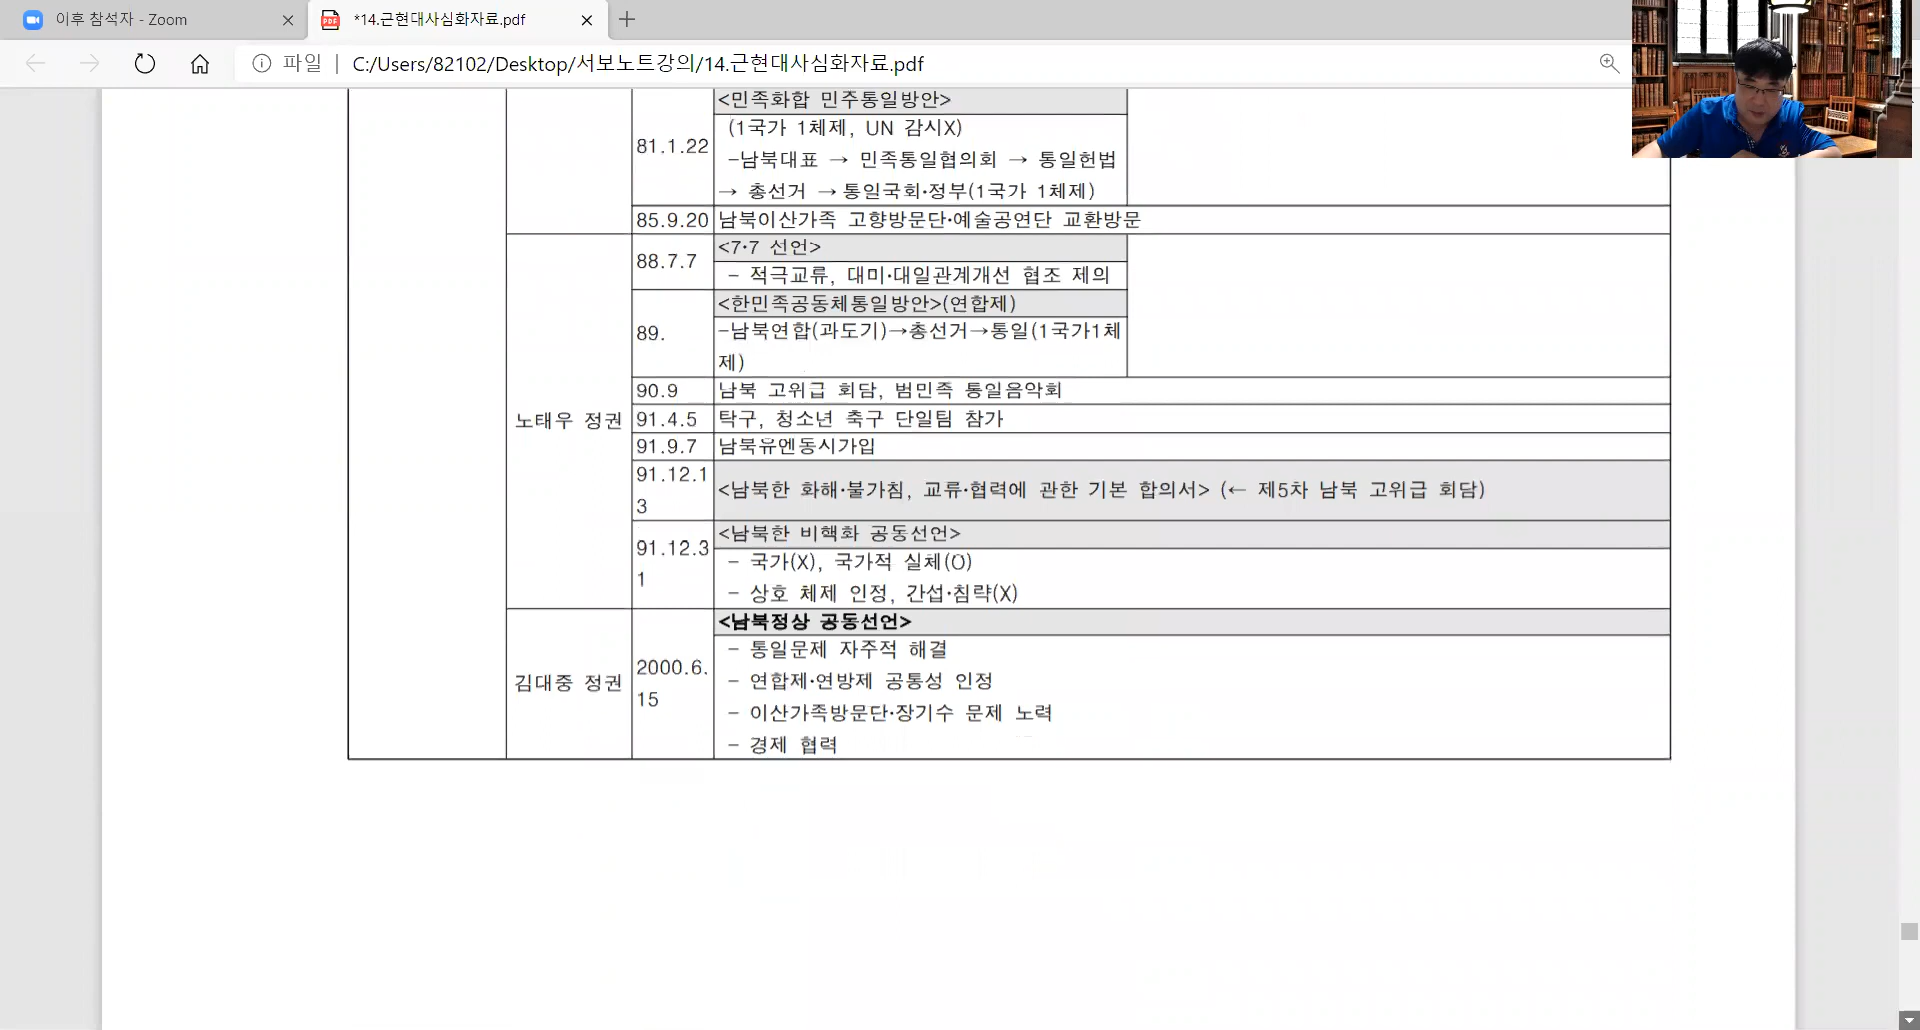 이후 참석자 - Zoom
*14.근현대사심화자료.pdf
파일 | C:/Users/82102/Desktop/서보노트강의/14.근현대사심화자료.pdf
<민족화합 민주통일방안>
81.1.22
(1국가 1체제, UN 감시X)
-남북대표 → 민족통일협의회 → 통일헌법
→ 총선거 →통일국회·정부(1국가 1체제)
85.9.20 남북이산가족 고향방문단·예술공연단 교환방문
노태우 정권
88.7.7
<7·7 선언>
- 적극교류, 대미·대일관계개선 협조 제의
89.
<한민족공동체통일방안>(연합제)
-남북연합(과도기)→총선거→통일(1국가1체
제)
90.9 남북 고위급 회담, 범민족 통일음악회
91.4.5 탁구, 청소년 축구 단일팀 참가
91.9.7 남북유엔동시가입
91.12.1
3
<남북한 화해·불가침, 교류·협력에 관한 기본 합의서> (← 제5차 남북 고위급 회담)
91.12.3
1
<남북한 비핵화 공동선언>
- 국가(X), 국가적 실체(O)
- 상호 체제 인정, 간섭·침략(X)
김대중 정권
2000.6.
15
<남북정상 공동선언>
- 통일문제 자주적 해결
- 연합제·연방제 공통성 인정
- 이산가족방문단·장기수 문제 노력
- 경제 협력